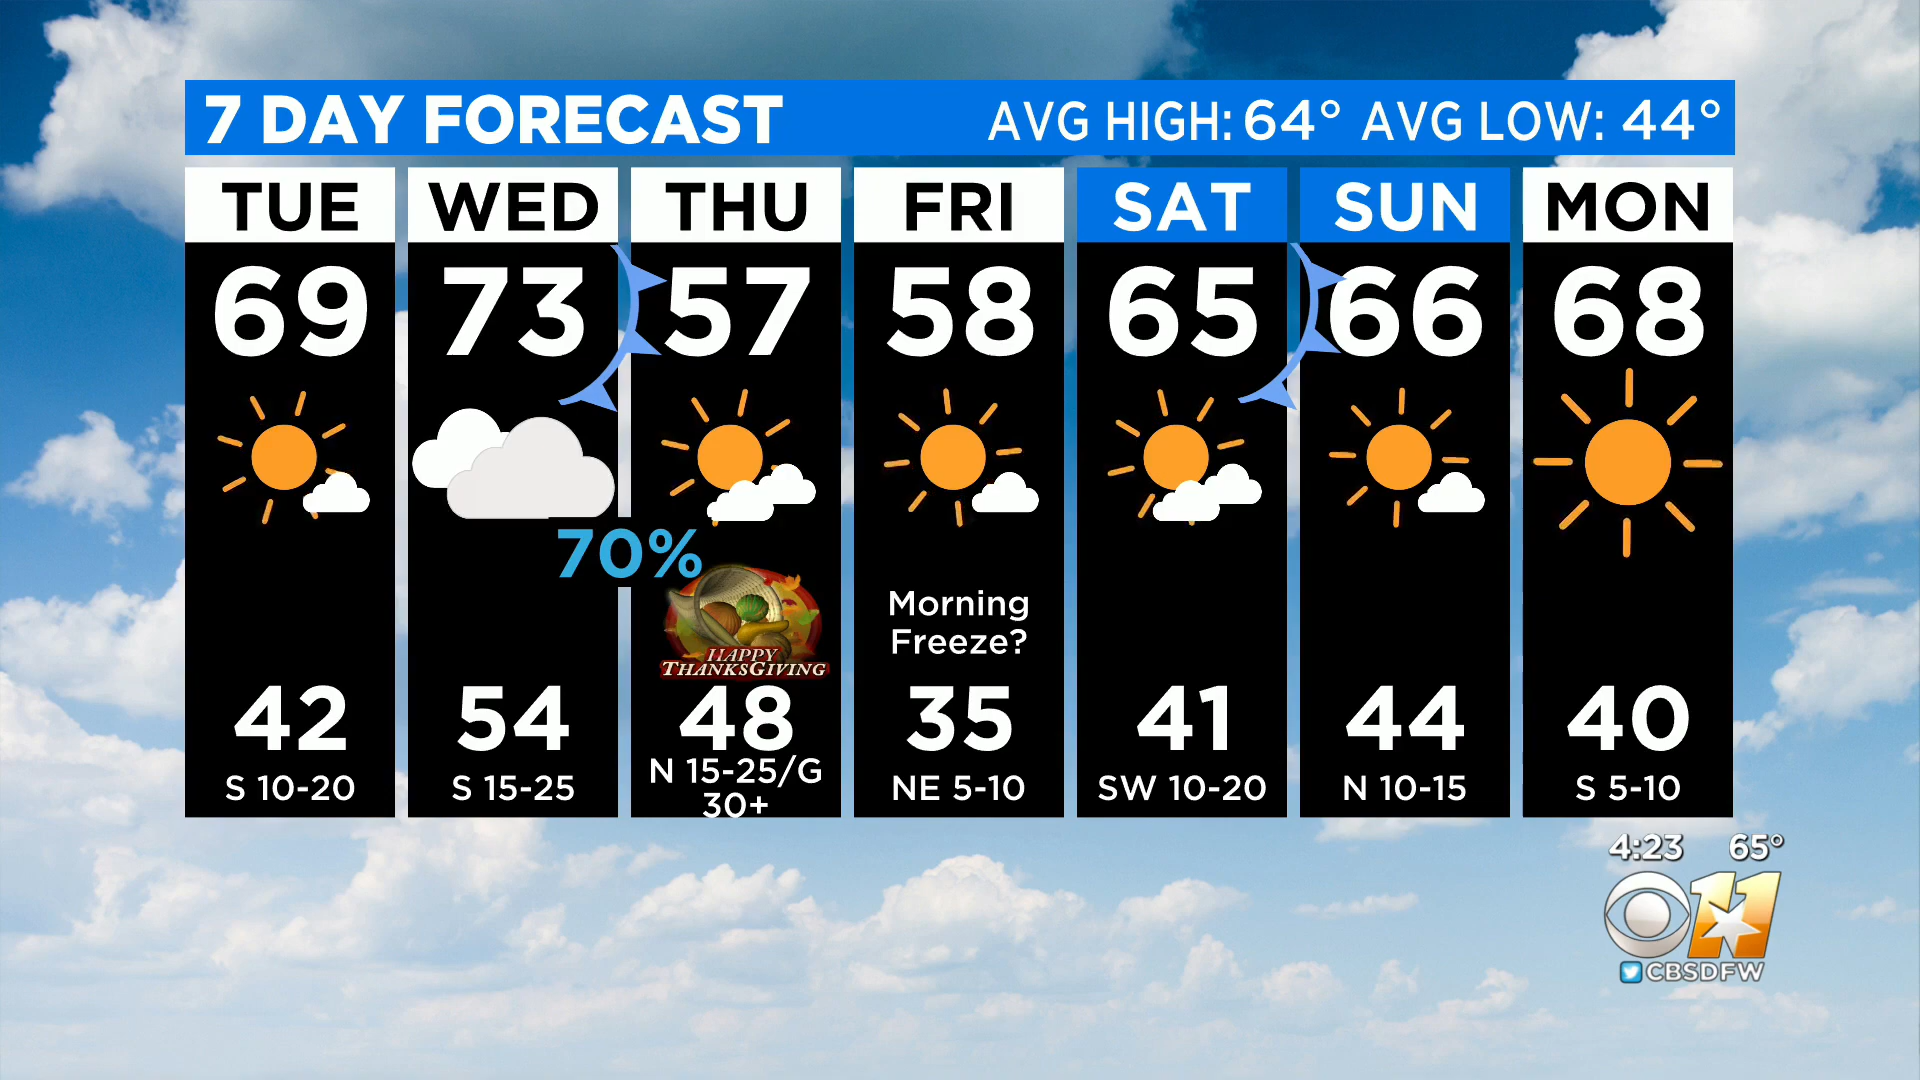 7 DAY FORECAST
AVG HIGH: 64° AVG LOW: 44°
TUE
69
42
S 10-20
WED
73
70%
54
S 15-25
THU
57
HAPPY
THANKSGIVING
48
N 15-25/G
30+
FRI
58
Morning
Freeze?
35
NE 5-10
SAT
65
41
SW 10-20
SUN
66
44
N 10-15
MON
68
40
S 5-10
4:23 65°
11
CBSDFW